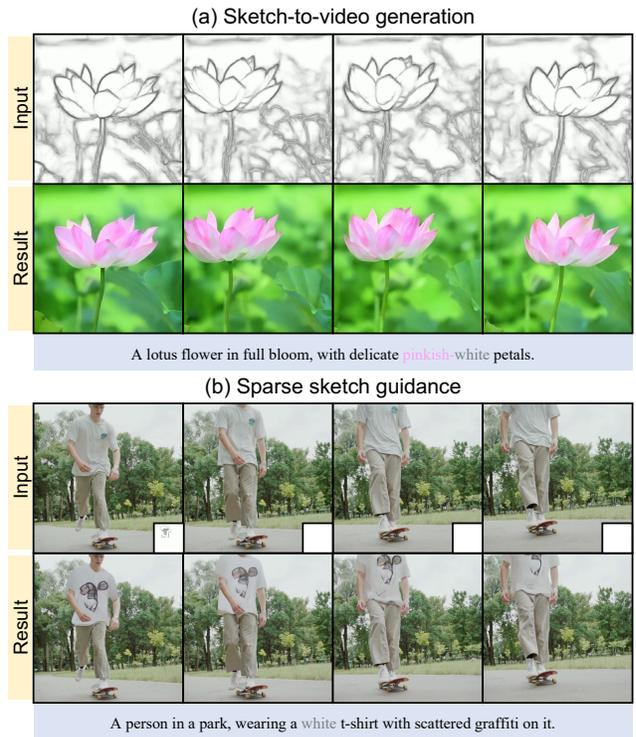 (a) Sketch-to-video generation
Input
Result
A lotus flower in full bloom, with delicate pinkish-white petals.
(b) Sparse sketch guidance
Input
Result
A person in a park, wearing a white t-shirt with scattered graffiti on it.